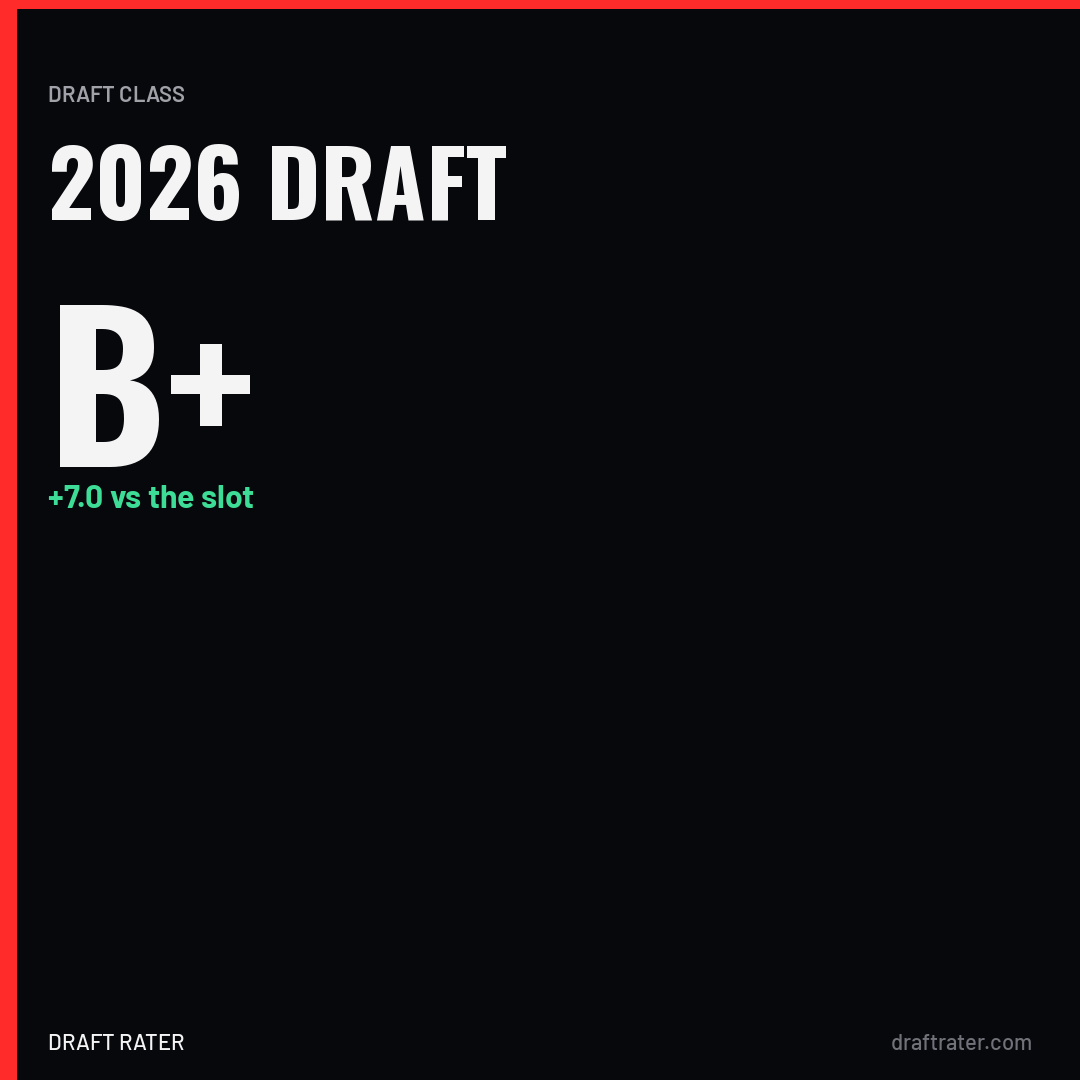 DRAFT CLASS
2026 DRAFT
B+
+7.0 vs the slot
DRAFT RATER
draftrater.com